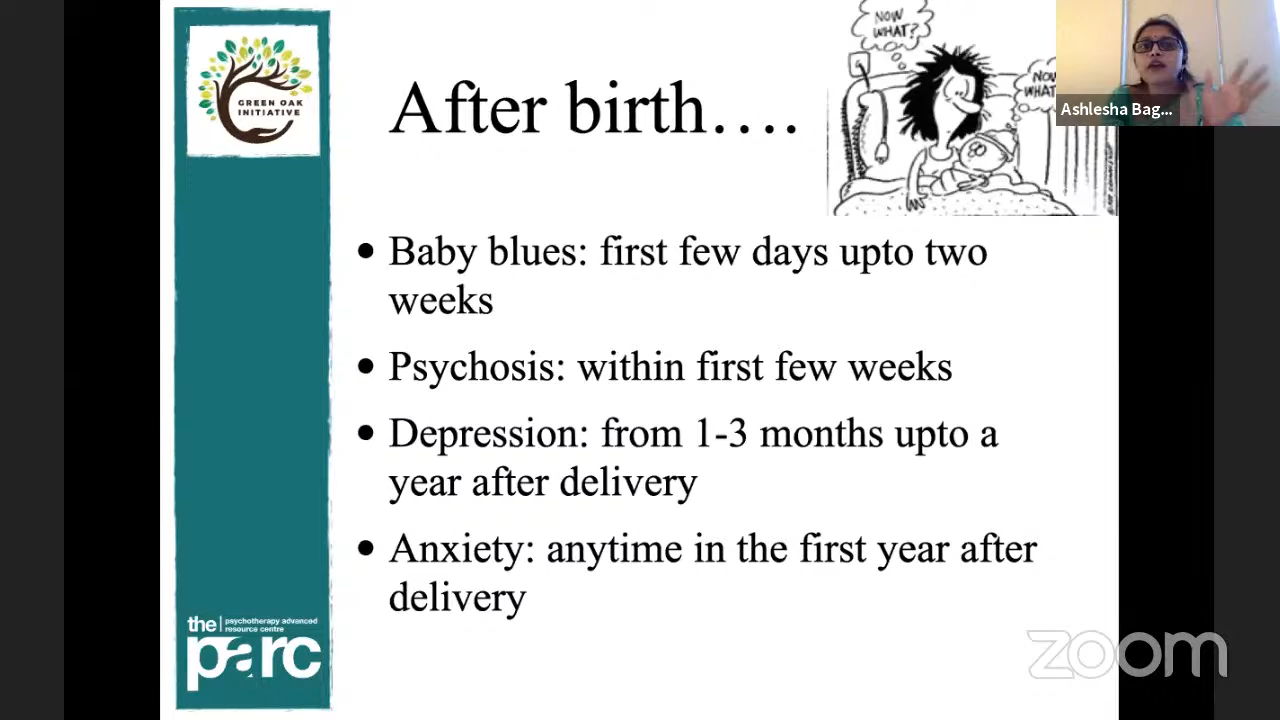 GREEN OAK
INITIATIVE
After birth....
NOW
WHAT?
NOW
WHAT
Ashlesha Bag...
• Baby blues: first few days upto two
weeks
• Psychosis: within first few weeks
• Depression: from 1-3 months upto a
year after delivery
• Anxiety: anytime in the first year after
delivery
the psychotherapy advanced
resource centre
parc
zoom